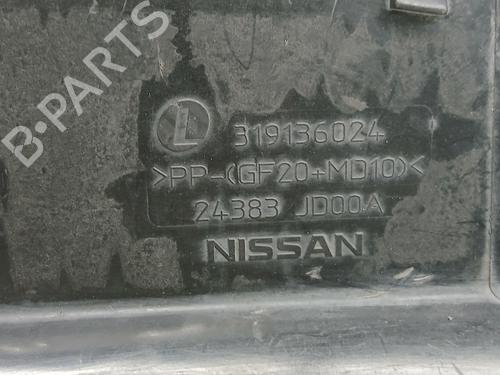 B-PARTS
L 319136024
>PP-(GF20+MD10)<
24383 JD00A
NISSAN